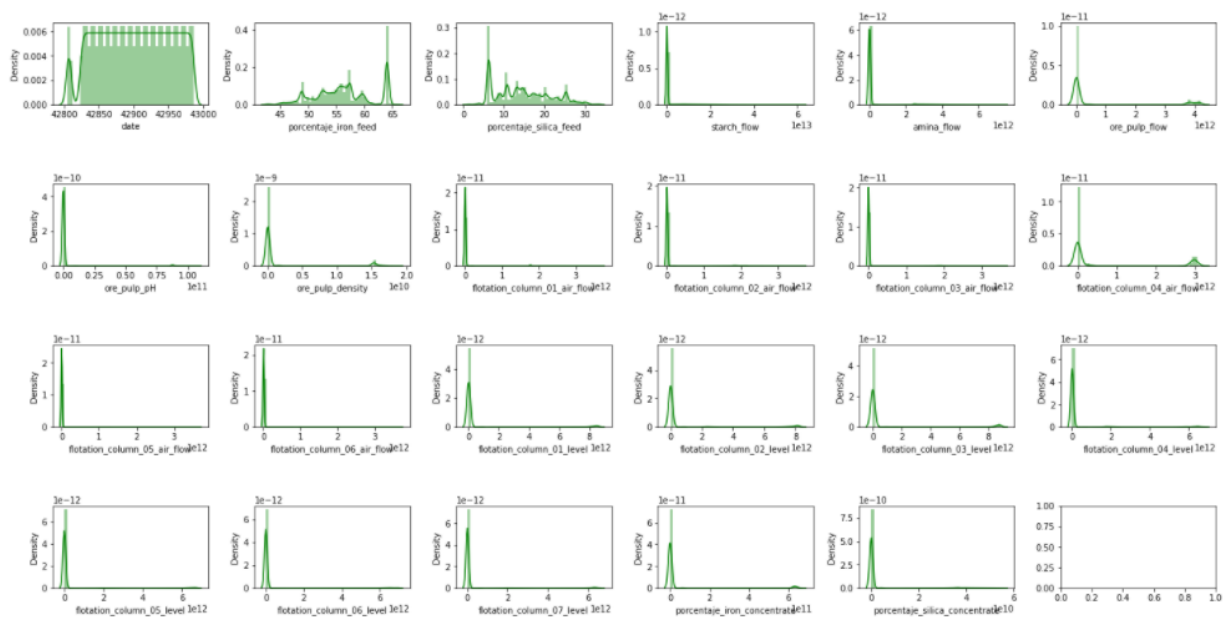 1e−12 1e−12 1e−11
Density 0.006 0.004 0.002 0.000
42800 42850 42900 42950 43000
date
Density 0.4 0.2 0.0
45 50 55 60 65
porcentaje_iron_feed
Density 0.3 0.2 0.1 0.0
0 10 20 30
porcentaje_silica_feed
Density 1.0 0.5 0.0
0 2 4 6
starch_flow 1e13
Density 6 4 2 0
0 2 4 6
amina_flow 1e12
Density 1.0 0.5 0.0
0 1 2 3 4
ore_pulp_flow 1e12
1e−10 1e−9 1e−11 1e−11 1e−11 1e−11
Density 4 2 0
0.00 0.25 0.50 0.75 1.00
ore_pulp_pH 1e11
Density 2 1 0
0.0 0.5 1.0 1.5 2.0
ore_pulp_density 1e10
Density 2 1 0
0 1 2 3
flotation_column_01_air_flow 1e12
Density 2.0 1.5 1.0 0.5 0.0
0 1 2 3
flotation_column_02_air_flow 1e12
Density 2.0 1.5 1.0 0.5 0.0
0 1 2 3
flotation_column_03_air_flow 1e12
Density 1.0 0.5 0.0
0 1 2 3
flotation_column_04_air_flow 1e12
1e−11 1e−11 1e−12 1e−12 1e−12 1e−12
Density 2 1 0
0 1 2 3
flotation_column_05_air_flow 1e12
Density 2 1 0
0 1 2 3
flotation_column_06_air_flow 1e12
Density 4 2 0
0 2 4 6 8
flotation_column_01_level 1e12
Density 4 2 0
0 2 4 6 8
flotation_column_02_level 1e12
Density 4 2 0
0 2 4 6 8
flotation_column_03_level 1e12
Density 6 4 2 0
0 2 4 6
flotation_column_04_level 1e12
1e−12 1e−12 1e−12 1e−11 1e−10
Density 6 4 2 0
0 2 4 6
flotation_column_05_level 1e12
Density 6 4 2 0
0 2 4 6
flotation_column_06_level 1e12
Density 6 4 2 0
0 2 4 6
flotation_column_07_level 1e12
Density 6 4 2 0
0 2 4 6
porcentaje_iron_concentrate 1e11
Density 7.5 5.0 2.5 0.0
0 2 4 6
porcentaje_silica_concentrate 1e10
1.00 0.75 0.50 0.25 0.00
0.0 0.2 0.4 0.6 0.8 1.0